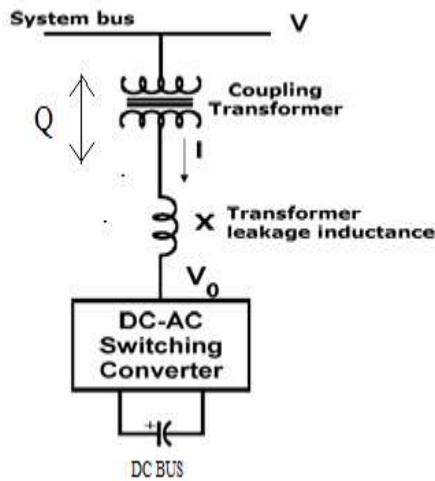 System bus
V
Coupling
Transformer
Q
I
X
Transformer
leakage inductance
V0
DC-AC
Switching
Converter
+
DC BUS